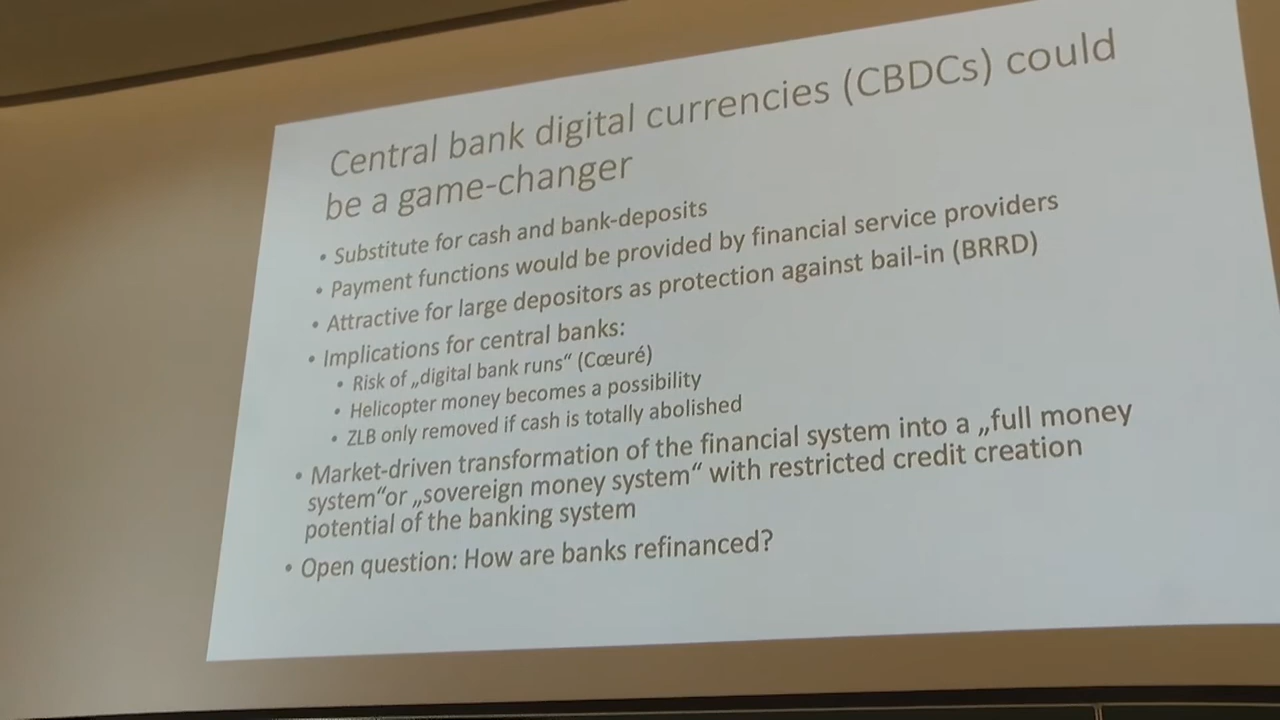 Central bank digital currencies (CBDCs) could
be a game-changer
• Substitute for cash and bank-deposits
• Payment functions would be provided by financial service providers
• Attractive for large depositors as protection against bail-in (BRRD)
• Implications for central banks:
• Risk of „digital bank runs“ (Cœuré)
• Helicopter money becomes a possibility
• ZLB only removed if cash is totally abolished
• Market-driven transformation of the financial system into a „full money
system“or „sovereign money system“ with restricted credit creation
potential of the banking system
• Open question: How are banks refinanced?